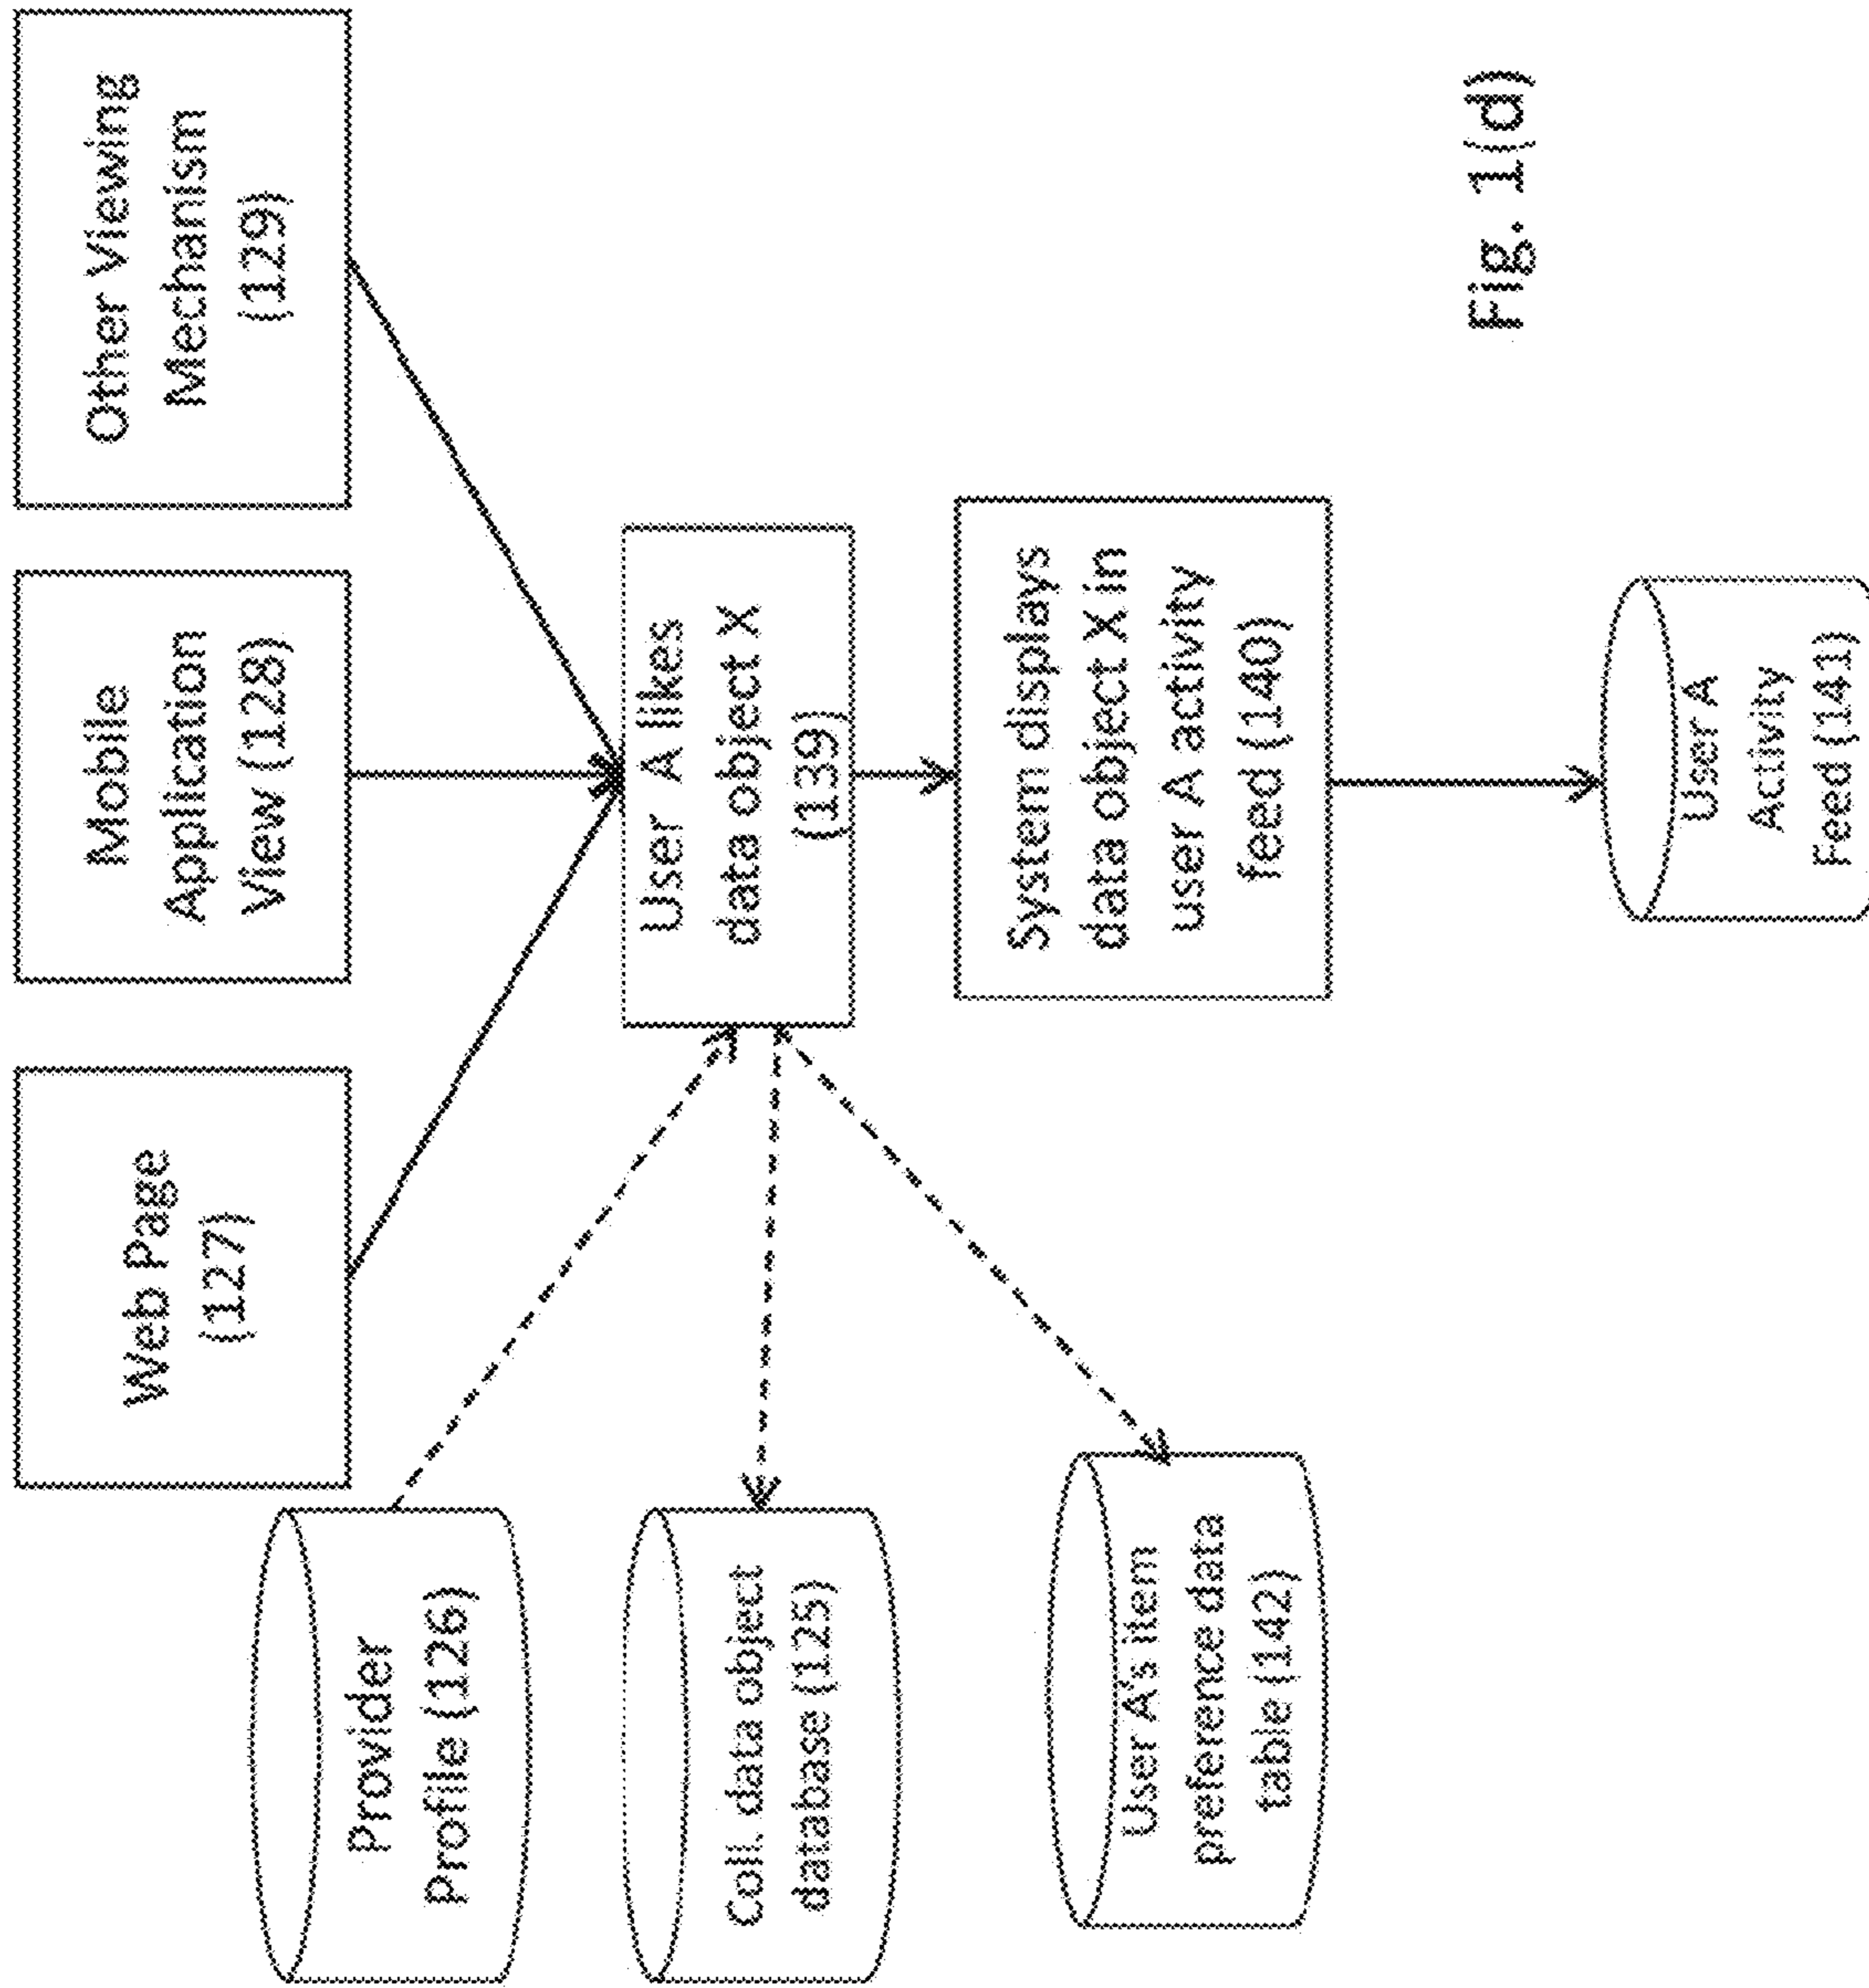 Web Page
(127)
Mobile
Application
View (128)
Other Viewing
Mechanism
(129)
Provider
Profile (126)
User A likes
data object X
(139)
Coll. data object
database (125)
System displays
data object X in
user A activity
feed (140)
User A's item
preference data
table (142)
User A
Activity
Feed (141)
Fig. 1(d)